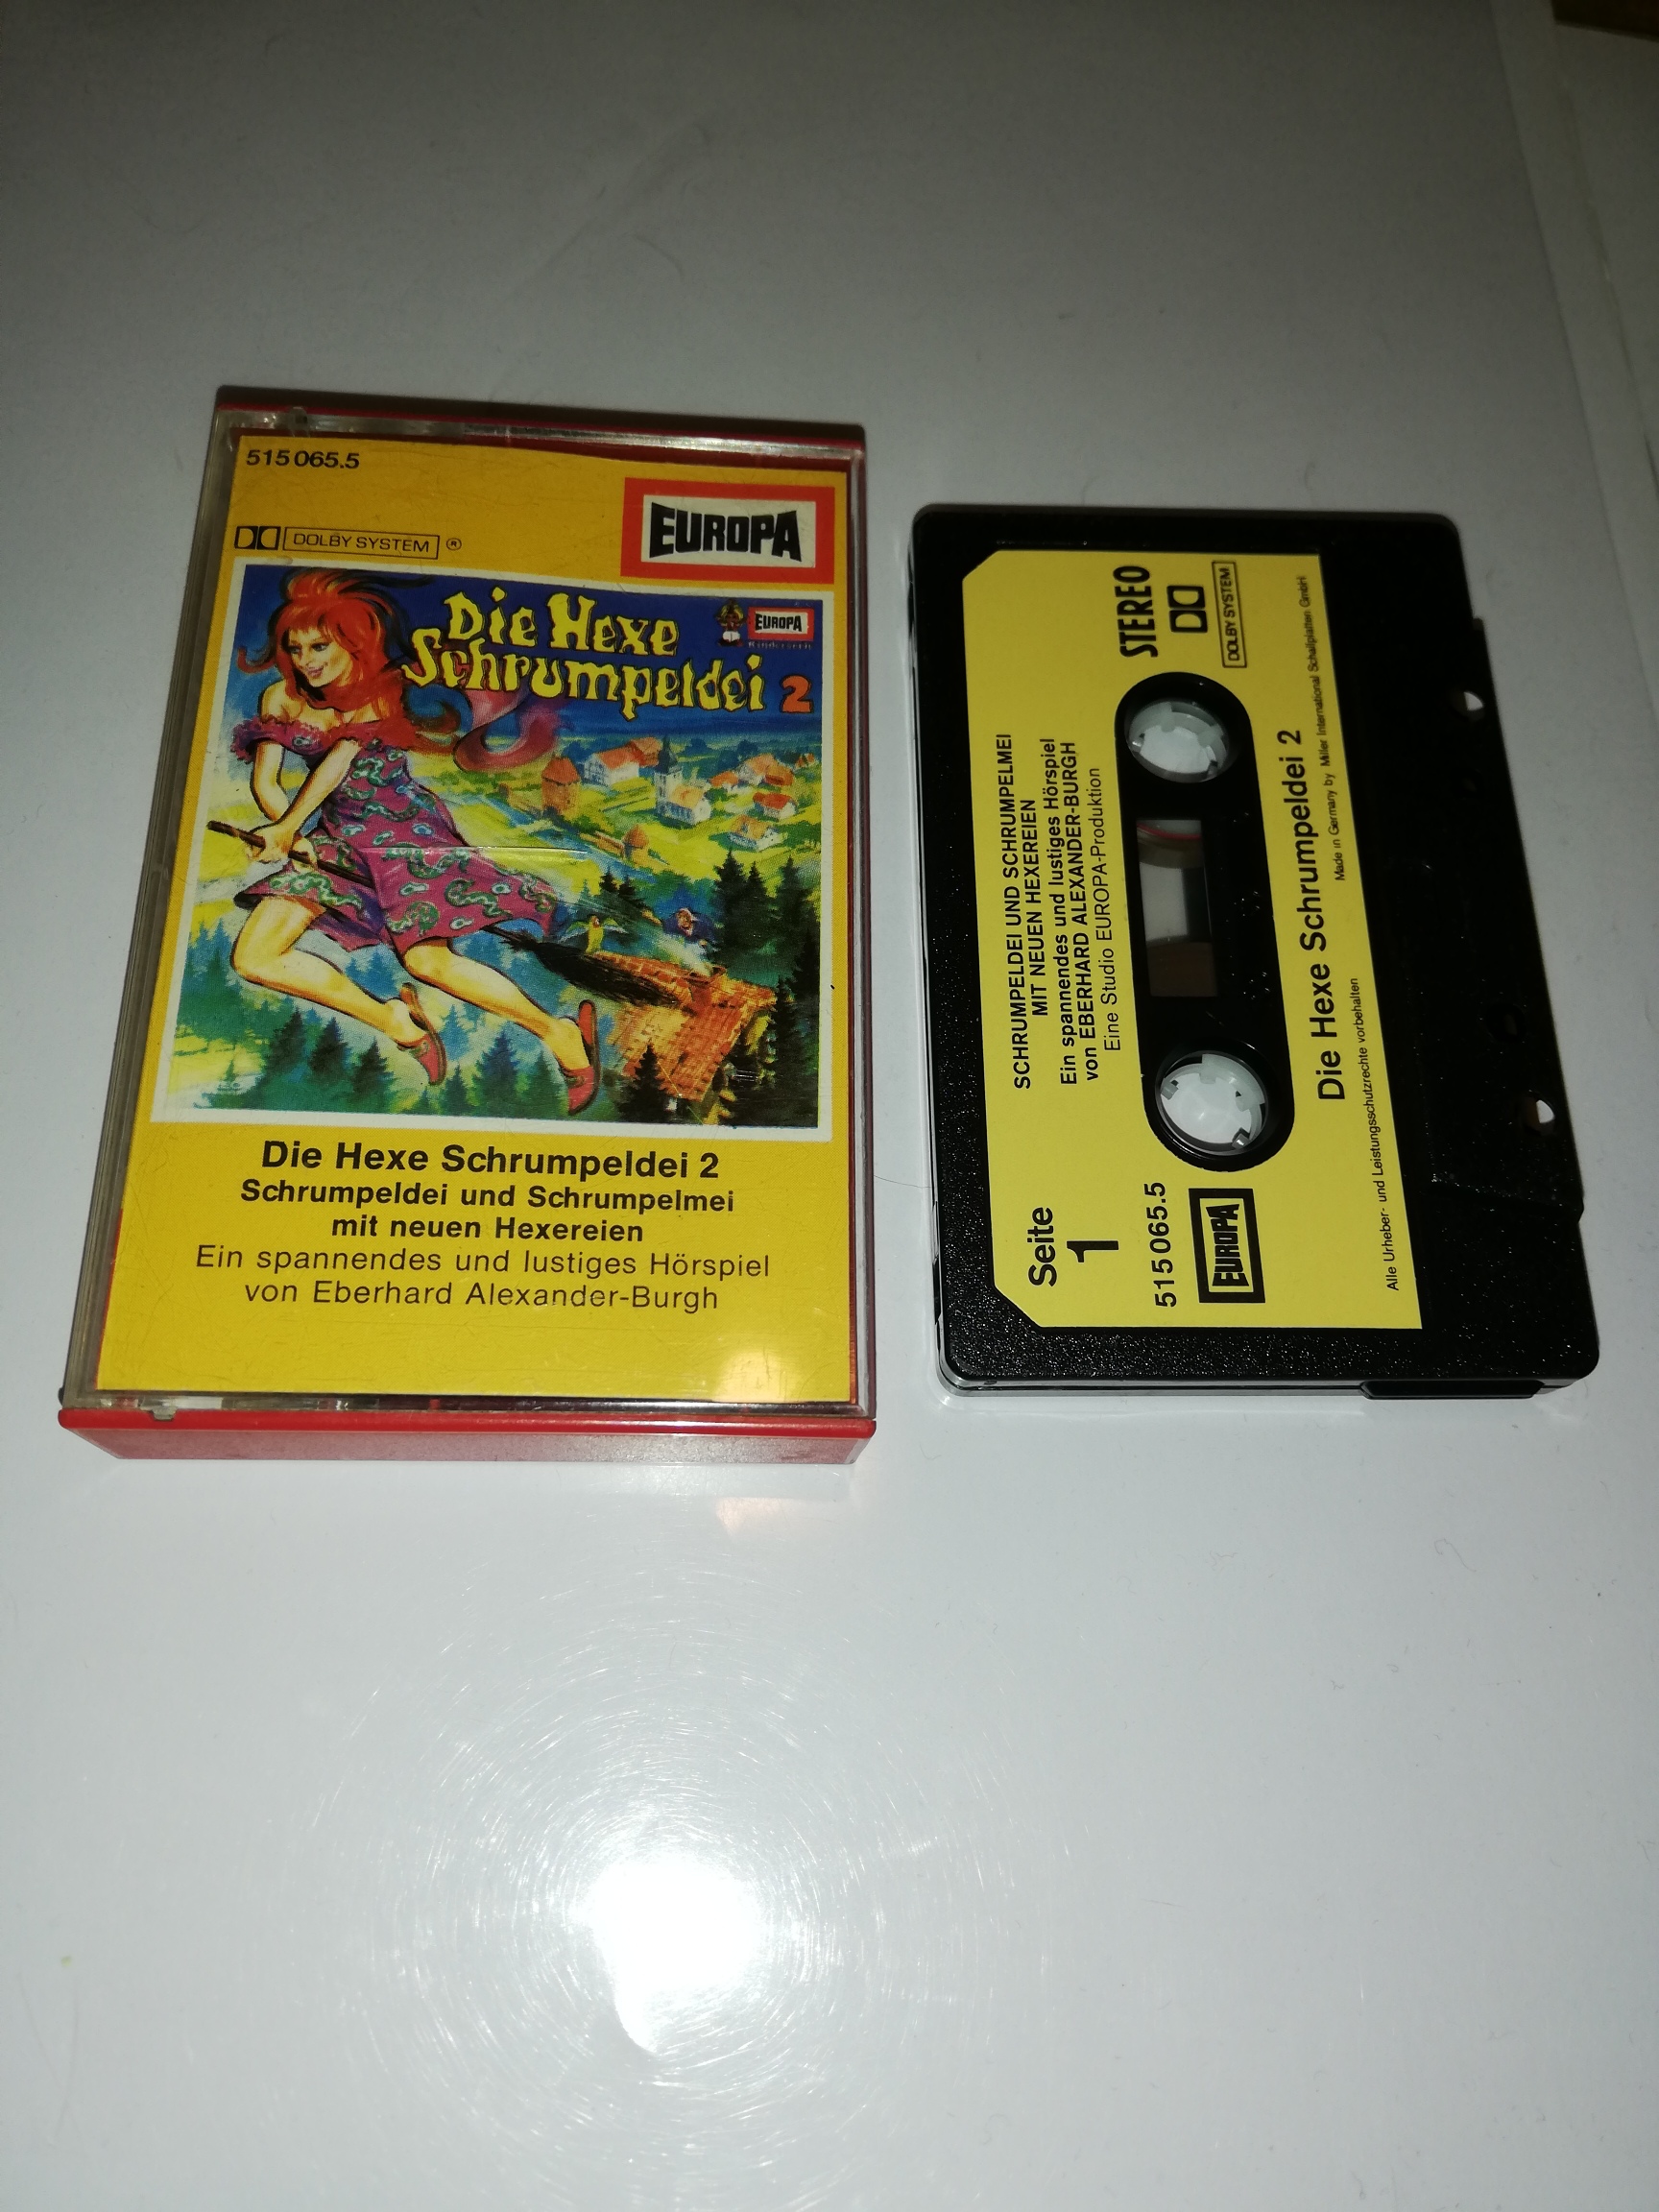 515 065.5
EUROPA
DOLBY SYSTEM ®
Die Hexe
Schrumpeldei 2
EUROPA
Die Hexe Schrumpeldei 2
Schrumpeldei und Schrumpelmei
mit neuen Hexereien
Ein spannendes und lustiges Hörspiel
von Eberhard Alexander-Burgh
SCHRUMPELDEI UND SCHRUMPELMEI
MIT NEUEN HEXEREIEN
Ein spannendes und lustiges Hörspiel
von EBERHARD ALEXANDER-BURGH
Eine Studio EUROPA-Produktion
Seite
1
STEREO
DOLBY SYSTEM
515 065.5
EUROPA
Die Hexe Schrumpeldei 2
Made in Germany by Miller International Schallplatten GmbH
Alle Urheber- und Leistungsschutzrechte vorbehalten